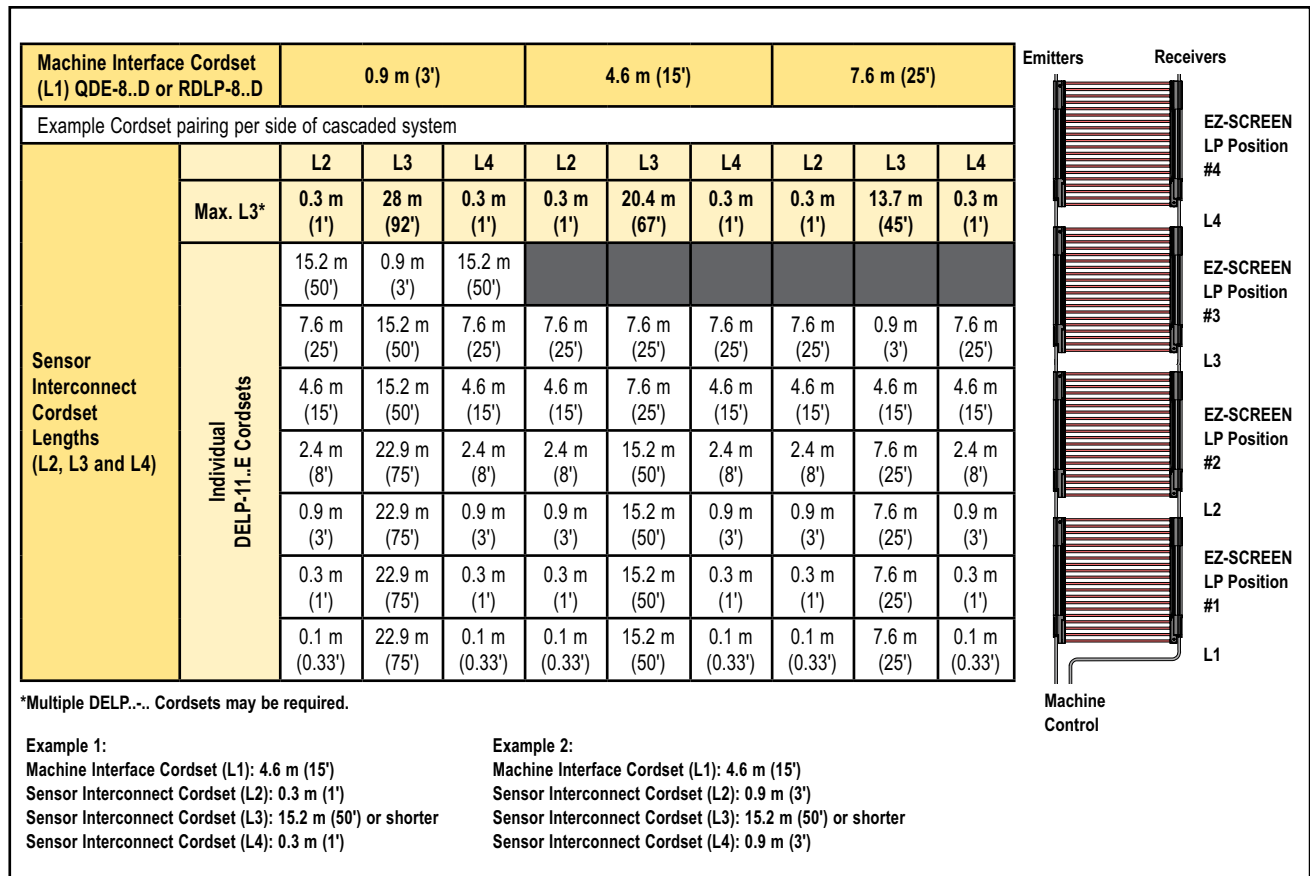 Machine Interface Cordset (L1) QDE-8..D or RDLP-8..D 0.9 m (3') 4.6 m (15') 7.6 m (25')
Example Cordset pairing per side of cascaded system
L2 L3 L4 L2 L3 L4 L2 L3 L4
Max. L3* 0.3 m (1') 28 m (92') 0.3 m (1') 0.3 m (1') 20.4 m (67') 0.3 m (1') 0.3 m (1') 13.7 m (45') 0.3 m (1')
Sensor Interconnect Cordset Lengths (L2, L3 and L4)
Individual DELP-11..E Cordsets
15.2 m (50') 0.9 m (3') 15.2 m (50')
7.6 m (25') 15.2 m (50') 7.6 m (25') 7.6 m (25') 7.6 m (25') 7.6 m (25') 7.6 m (25') 0.9 m (3') 7.6 m (25')
4.6 m (15') 15.2 m (50') 4.6 m (15') 4.6 m (15') 7.6 m (25') 4.6 m (15') 4.6 m (15') 4.6 m (15') 4.6 m (15')
2.4 m (8') 22.9 m (75') 2.4 m (8') 2.4 m (8') 15.2 m (50') 2.4 m (8') 2.4 m (8') 7.6 m (25') 2.4 m (8')
0.9 m (3') 22.9 m (75') 0.9 m (3') 0.9 m (3') 15.2 m (50') 0.9 m (3') 0.9 m (3') 7.6 m (25') 0.9 m (3')
0.3 m (1') 22.9 m (75') 0.3 m (1') 0.3 m (1') 15.2 m (50') 0.3 m (1') 0.3 m (1') 7.6 m (25') 0.3 m (1')
0.1 m (0.33') 22.9 m (75') 0.1 m (0.33') 0.1 m (0.33') 15.2 m (50') 0.1 m (0.33') 0.1 m (0.33') 7.6 m (25') 0.1 m (0.33')
*Multiple DELP..-.. Cordsets may be required.
Example 1:
Machine Interface Cordset (L1): 4.6 m (15')
Sensor Interconnect Cordset (L2): 0.3 m (1')
Sensor Interconnect Cordset (L3): 15.2 m (50') or shorter
Sensor Interconnect Cordset (L4): 0.3 m (1')
Example 2:
Machine Interface Cordset (L1): 4.6 m (15')
Sensor Interconnect Cordset (L2): 0.9 m (3')
Sensor Interconnect Cordset (L3): 15.2 m (50') or shorter
Sensor Interconnect Cordset (L4): 0.9 m (3')
Emitters Receivers
EZ-SCREEN
LP Position
#4
L4
EZ-SCREEN
LP Position
#3
L3
EZ-SCREEN
LP Position
#2
L2
EZ-SCREEN
LP Position
#1
L1
Machine
Control